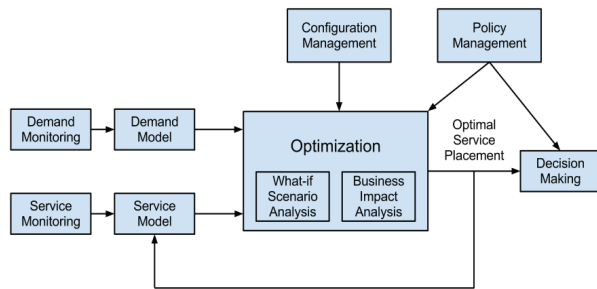 Configuration
Management
Policy
Management
Demand
Monitoring
Demand
Model
Optimization
Optimal
Service
Placement
What-if
Scenario
Analysis
Business
Impact
Analysis
Decision
Making
Service
Monitoring
Service
Model